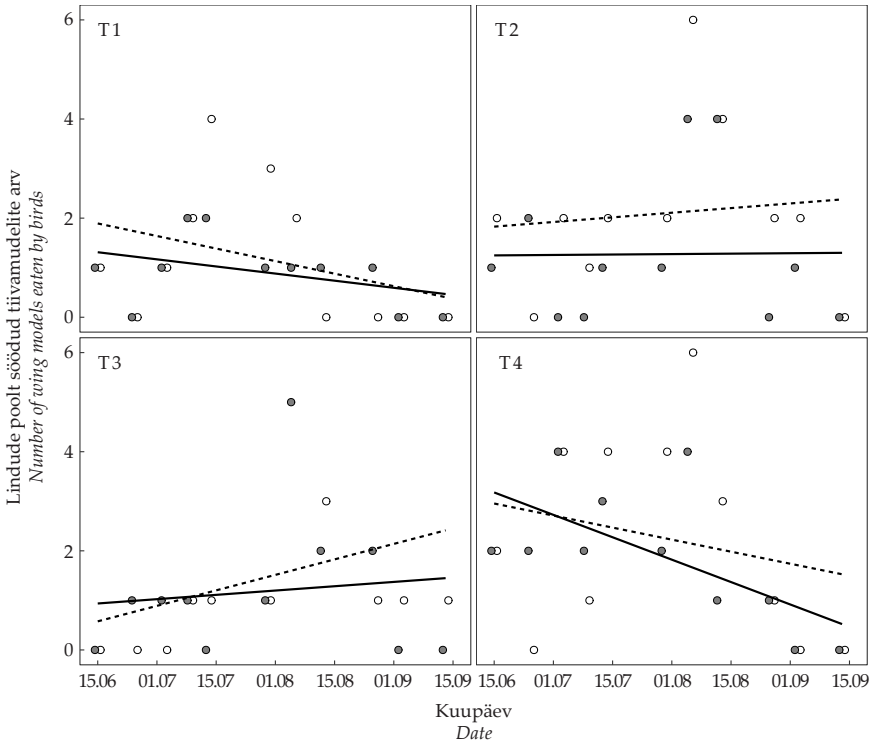 Lindude poolt söödud tiivamudelite arv
Number of wing models eaten by birds
T1
T2
6
4
2
0
T3
T4
6
4
2
0
15.06 01.07 15.07 01.08 15.08 01.09 15.09
15.06 01.07 15.07 01.08 15.08 01.09 15.09
Kuupäev
Date